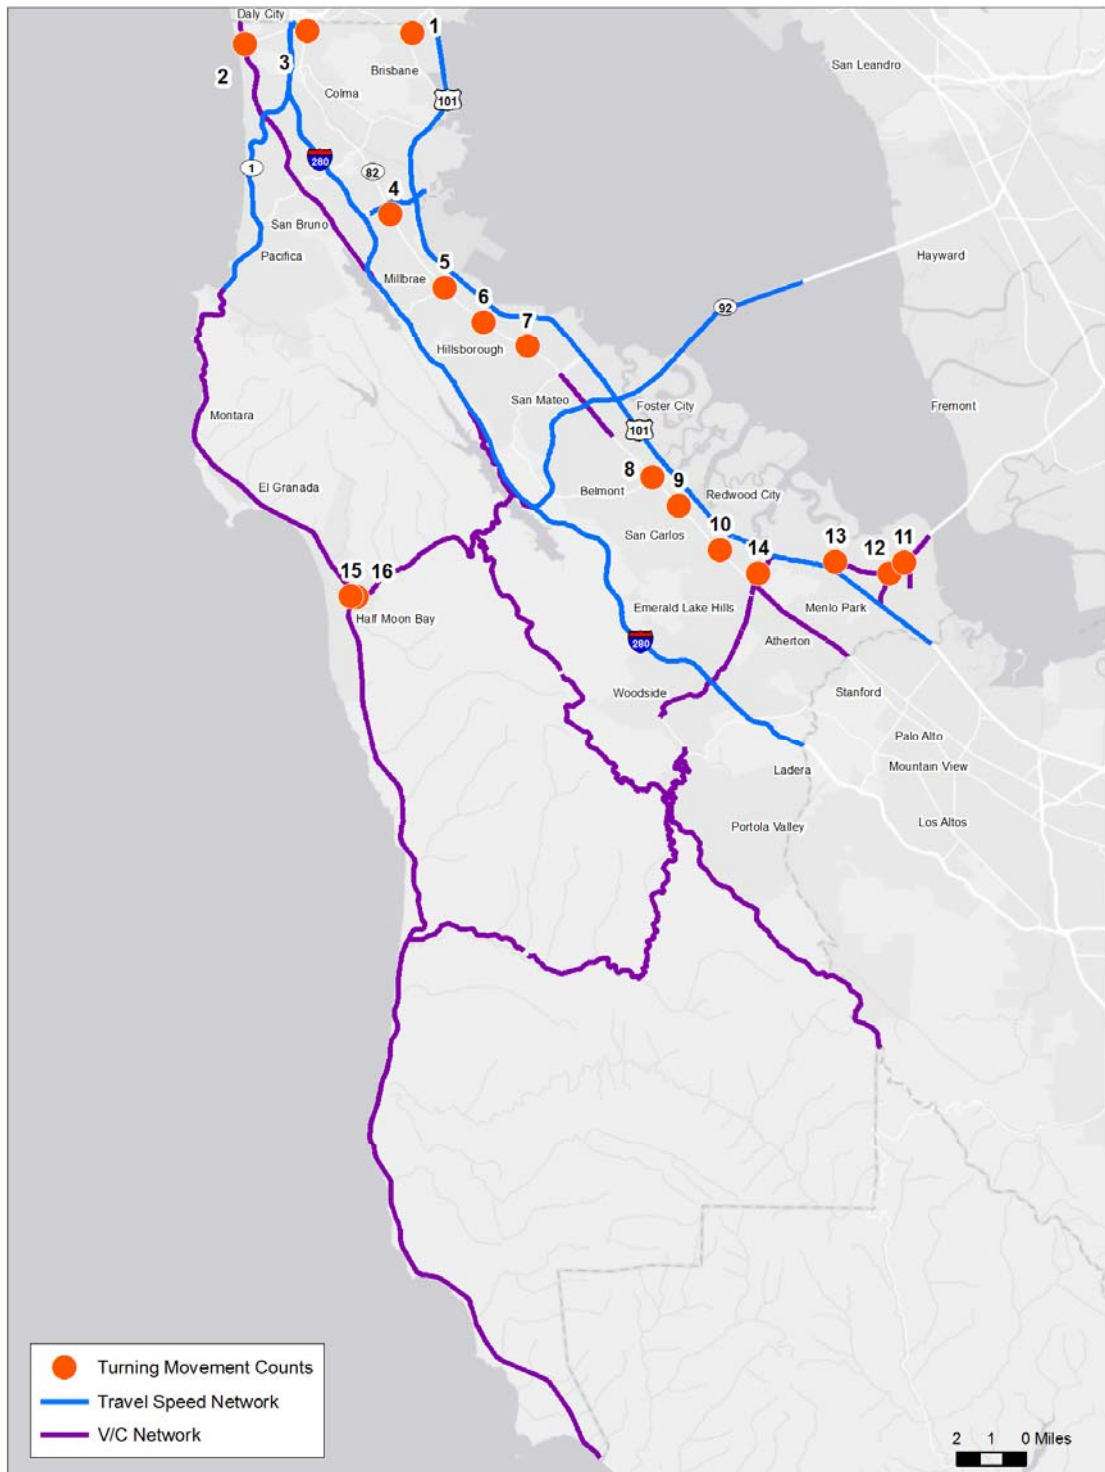 Daly City
1
2
3
Brisbane
San Leandro
Colma
101
280
1
82
4
San Bruno
Pacifica
Hayward
5
Millbrae
6
92
7
Hillsborough
San Mateo
Foster City
Fremont
Montara
101
8
9
Belmont
El Granada
Redwood City
San Carlos
10
13
11
12
14
15
16
Half Moon Bay
Emerald Lake Hills
Menlo Park
280
Atherton
Woodside
Stanford
Palo Alto
Ladera
Mountain View
Portola Valley
Los Altos
Turning Movement Counts
Travel Speed Network
V/C Network
2 1 0 Miles